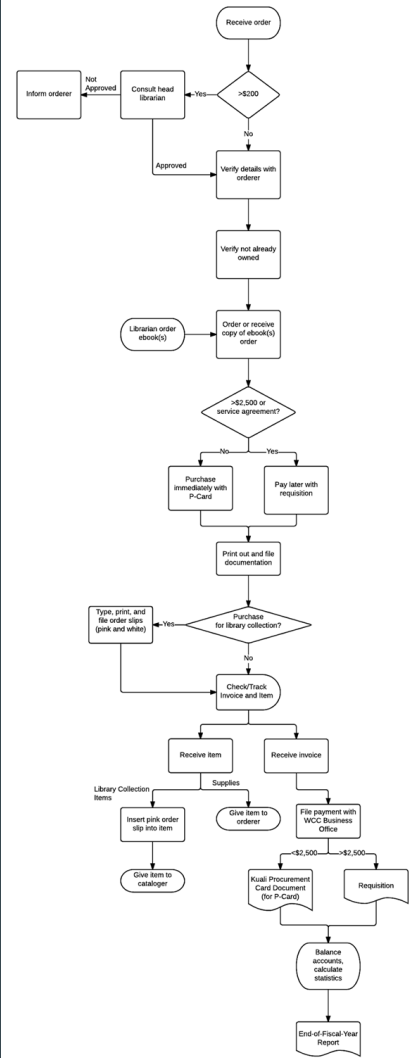 Receive order
>$200
Yes
Consult head
librarian
Not
Approved
Inform orderer
No
Approved
Verify details with
orderer
Verify not already
owned
Librarian order
ebook(s)
Order or receive
copy of ebook(s)
order
>$2,500 or
service agreement?
No
Yes
Purchase
immediately with
P-Card
Pay later with
requisition
Print out and file
documentation
Purchase
for library collection?
Yes
Type, print, and
file order slips
(pink and white)
No
Check/Track
Invoice and Item
Receive item
Receive invoice
Library Collection
Items
Supplies
Insert pink order
slip into item
Give item to
orderer
File payment with
WCC Business
Office
Give item to
cataloger
<$2,500
>$2,500
Kuali Procurement
Card Document
(for P-Card)
Requisition
Balance
accounts,
calculate
statistics
End-of-Fiscal-Year
Report